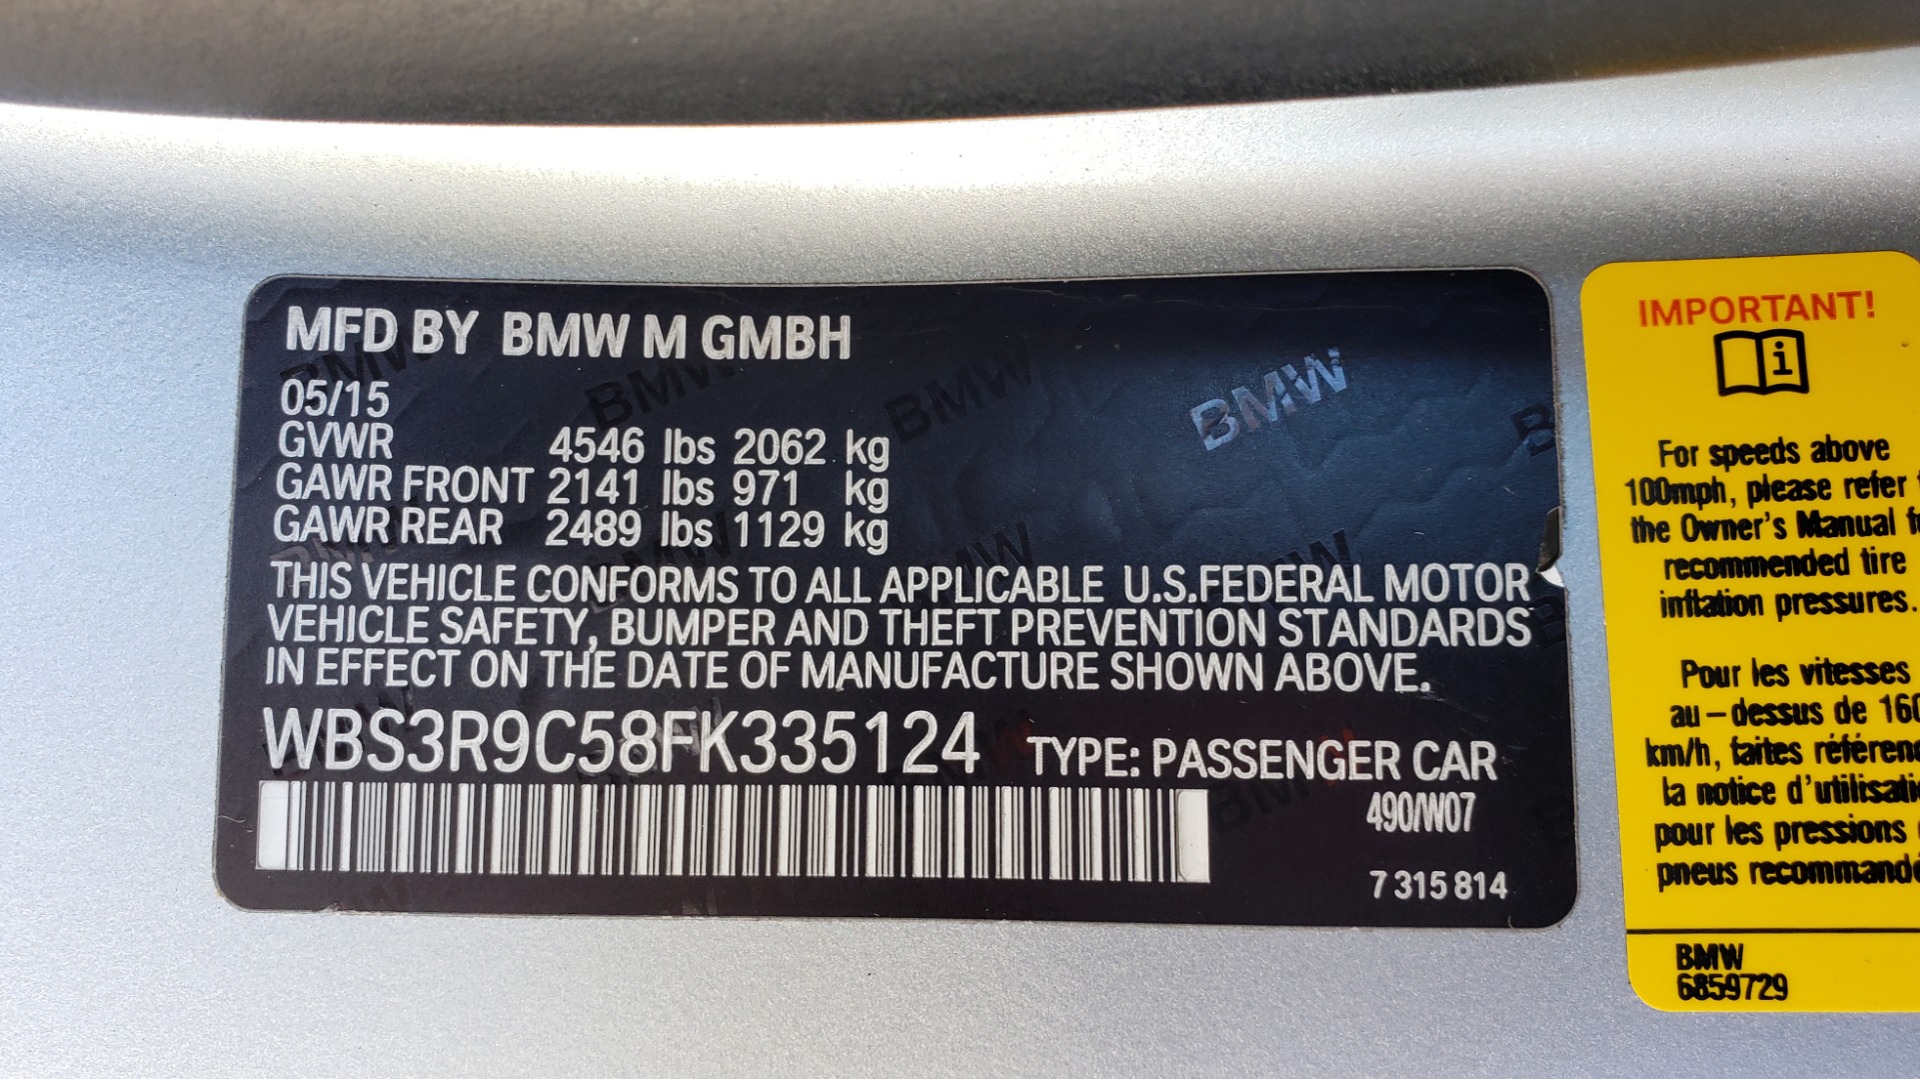 MFD BY BMW M GMBH
05/15
GVWR 4546 lbs 2062 kg
GAWR FRONT 2141 lbs 971 kg
GAWR REAR 2489 lbs 1129 kg
THIS VEHICLE CONFORMS TO ALL APPLICABLE U.S.FEDERAL MOTOR
VEHICLE SAFETY, BUMPER AND THEFT PREVENTION STANDARDS
IN EFFECT ON THE DATE OF MANUFACTURE SHOWN ABOVE.
WBS3R9C58FK335124 TYPE: PASSENGER CAR
490/W07
7 315 814
BMW
IMPORTANT!
For speeds above
100mph, please refer
the Owner's Manual
recommended tire
inflation pressures.
Pour les vitesses
au-dessus de 160
km/h, faites
la notice d'utilisati
pour les pressions
pneus recommandé
BMW
6859729